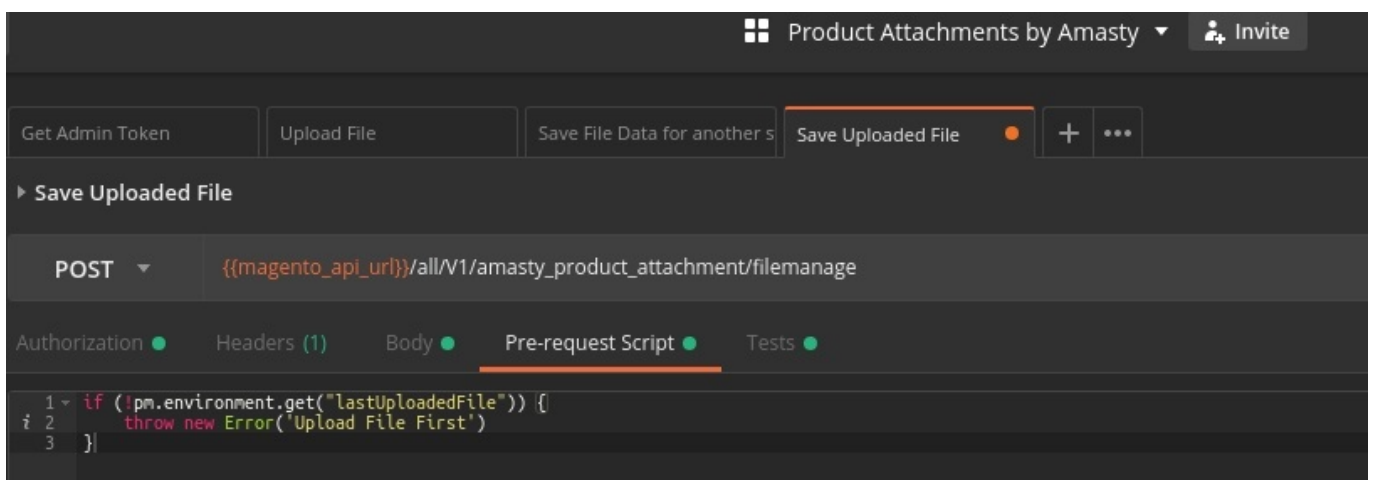 Product Attachments by Amasty Invite
Get Admin Token Upload File Save File Data for another s Save Uploaded File + •••
Save Uploaded File
POST {{magento_api_url}}/all/V1/amasty_product_attachment/filemanage
Authorization Headers (1) Body Pre-request Script Tests
1 if (!pm.environment.get("lastUploadedFile")) {
i 2 throw new Error('Upload File First')
3 }